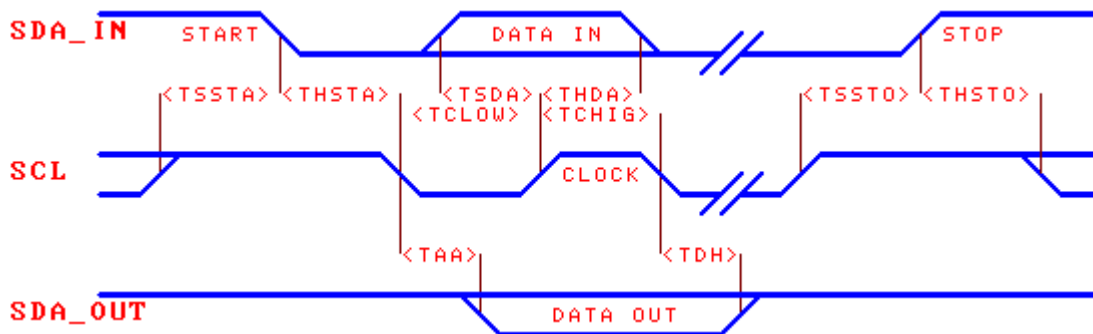 SDA_IN START DATA IN STOP
<TSSTA> <THSTA> <TSDA> <THDA> <TSSTO> <THSTO>
<TCLOW> <TCHIG>
SCL CLOCK
<TAA> <TDH>
SDA_OUT DATA OUT